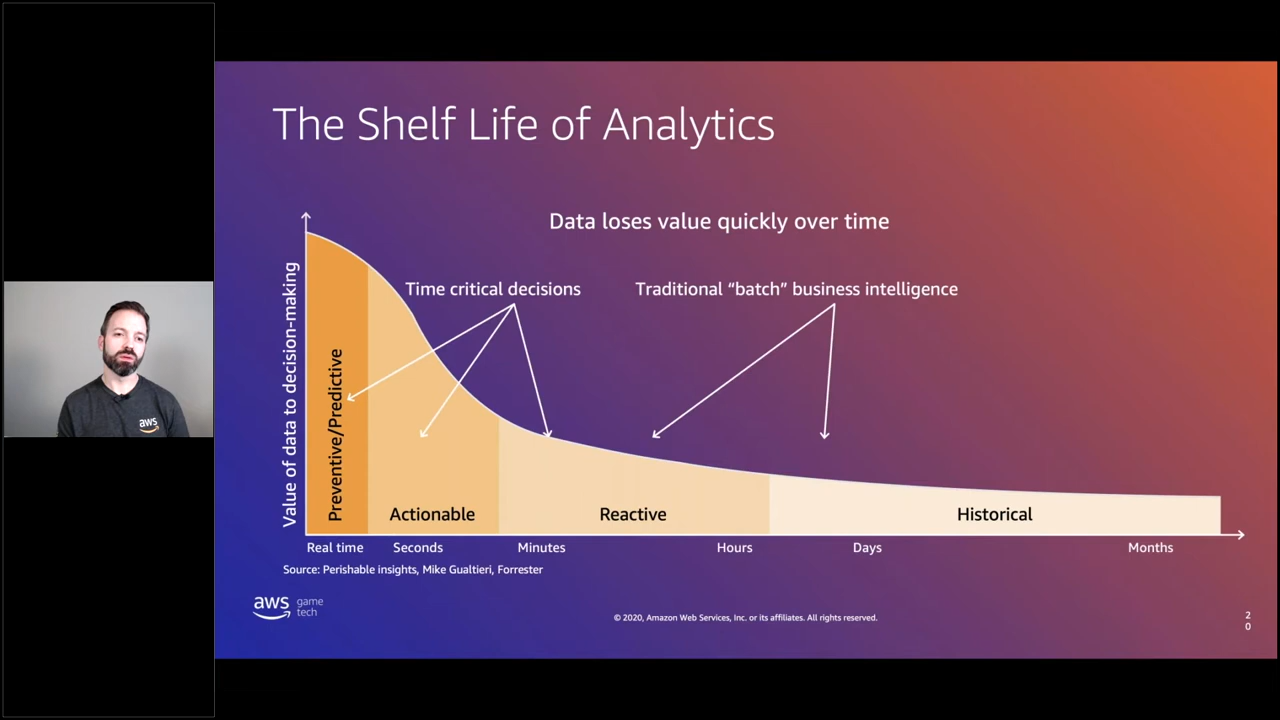 The Shelf Life of Analytics
Data loses value quickly over time
Time critical decisions
Traditional “batch” business intelligence
Value of data to decision-making
Preventive/Predictive
Actionable
Reactive
Historical
Real time
Seconds
Minutes
Hours
Days
Months
Source: Perishable insights, Mike Gualtieri, Forrester
aws
game
tech
© 2020, Amazon Web Services, Inc. or its affiliates. All rights reserved.
2
0
aws